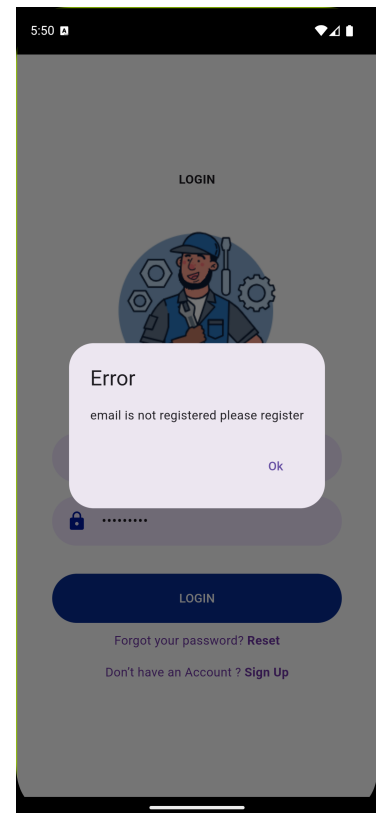 5:50
LOGIN
Error
email is not registered please register
Ok
•••••••••
LOGIN
Forgot your password? Reset
Don't have an Account ? Sign Up